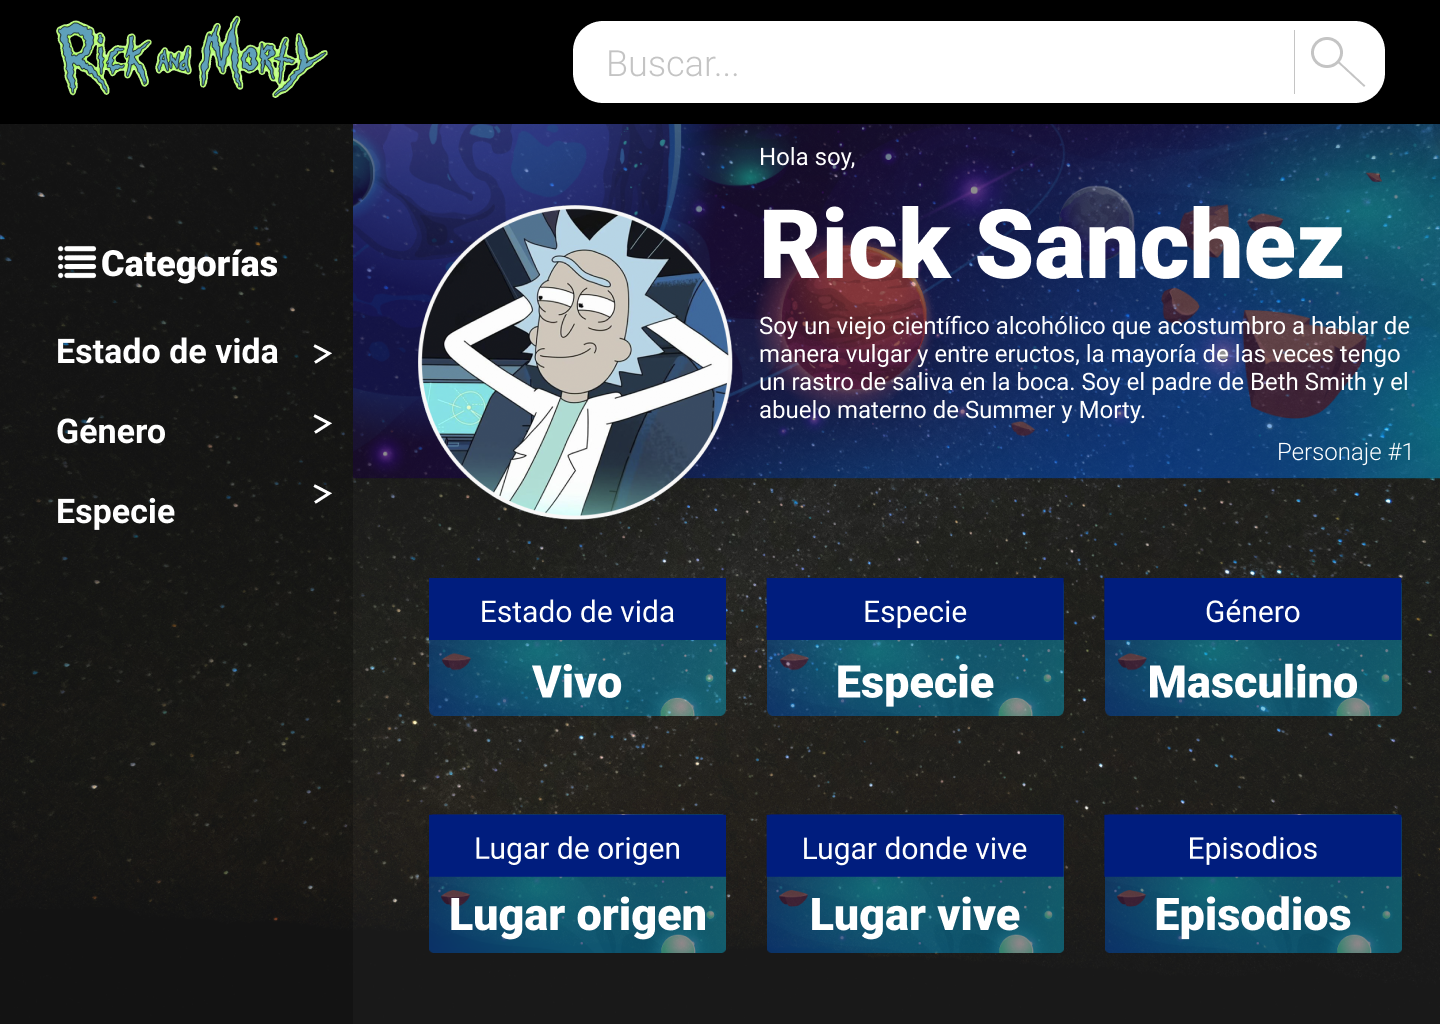 Rick and Morty
Buscar...
Categorías
Estado de vida >
Género >
Especie >
Hola soy,
Rick Sanchez
Soy un viejo científico alcohólico que acostumbro a hablar de
manera vulgar y entre eructos, la mayoría de las veces tengo
un rastro de saliva en la boca. Soy el padre de Beth Smith y el
abuelo materno de Summer y Morty.
Personaje #1
Estado de vida
Vivo
Especie
Especie
Género
Masculino
Lugar de origen
Lugar origen
Lugar donde vive
Lugar vive
Episodios
Episodios